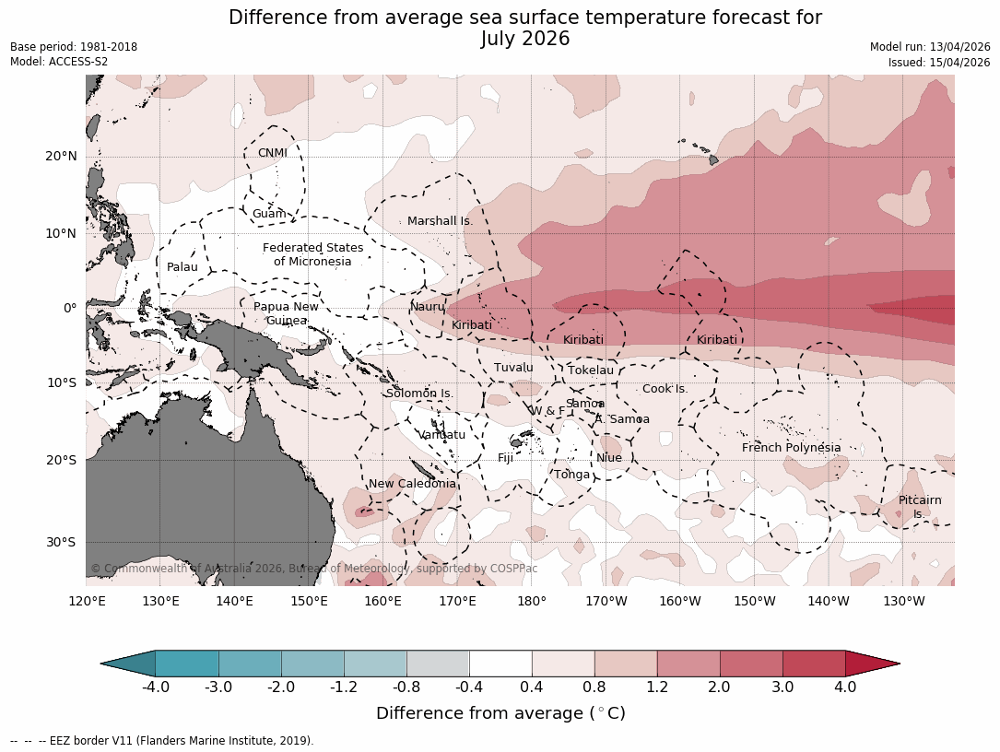 Difference from average sea surface temperature forecast for
July 2026
Base period: 1981-2018
Model: ACCESS-S2
Model run: 13/04/2026
Issued: 15/04/2026
20°N
10°N
0°
10°S
20°S
30°S
CNMI
Guam
Marshall Is.
Palau
Federated States
of Micronesia
Papua New
Guinea
Nauru
Kiribati
Kiribati
Kiribati
Tuvalu
Tokelau
Solomon Is.
Cook Is.
W & F
Samoa
A. Samoa
Vanuatu
Fiji
Niue
French Polynesia
Tonga
New Caledonia
Pitcairn
Is.
© Commonwealth of Australia 2026, Bureau of Meteorology, supported by COSPPac
120°E 130°E 140°E 150°E 160°E 170°E 180° 170°W 160°W 150°W 140°W 130°W
-4.0 -3.0 -2.0 -1.2 -0.8 -0.4 0.4 0.8 1.2 2.0 3.0 4.0
Difference from average (°C)
-- -- -- EEZ border V11 (Flanders Marine Institute, 2019).